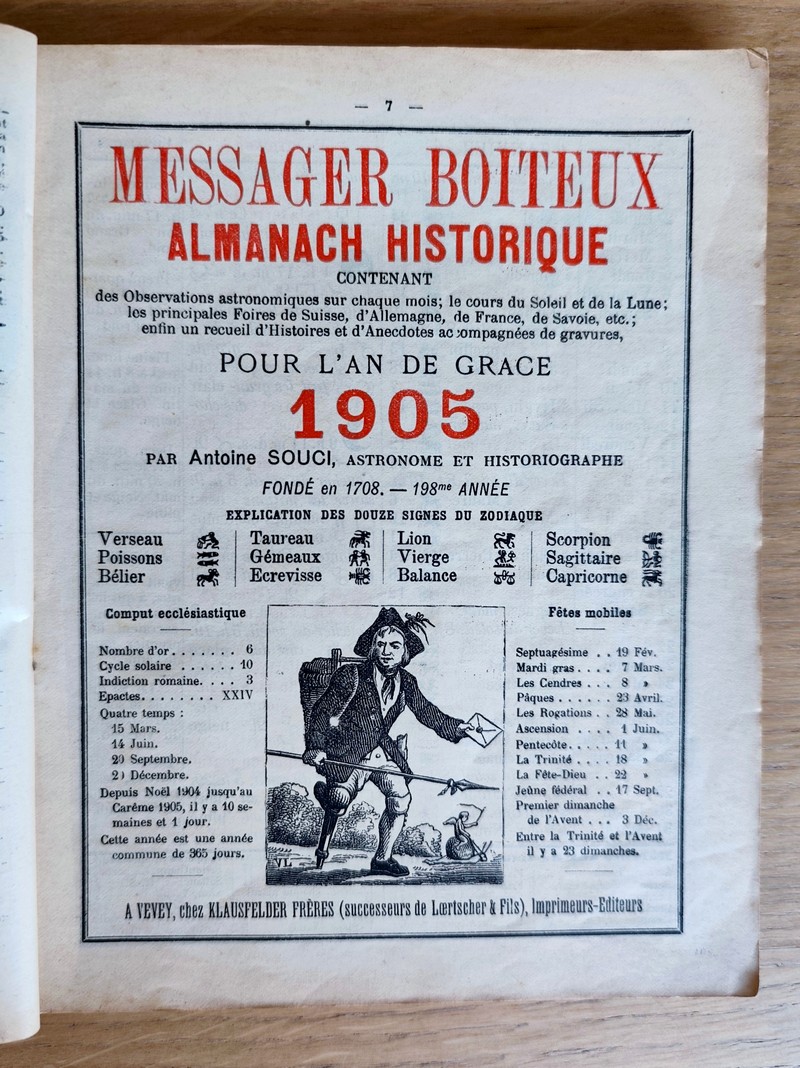 — 7 —
MESSAGER BOITEUX
ALMANACH HISTORIQUE
CONTENANT
des Observations astronomiques sur chaque mois; le cours du Soleil et de la Lune;
les principales Foires de Suisse, d'Allemagne, de France, de Savoie, etc.;
enfin un recueil d'Histoires et d'Anecdotes ac ompagnées de gravures,
POUR L'AN DE GRACE
1905
PAR Antoine SOUCI, ASTRONOME ET HISTORIOGRAPHE
FONDÉ en 1708. — 198me ANNÉE
EXPLICATION DES DOUZE SIGNES DU ZODIAQUE
Verseau
Poissons
Bélier
Taureau
Gémeaux
Ecrevisse
Lion
Vierge
Balance
Scorpion
Sagittaire
Capricorne
Comput ecclésiastique
Nombre d'or . . . . . . . 6
Cycle solaire . . . . . . 10
Indiction romaine. . . . 3
Epactes. . . . . . . . XXIV
Quatre temps :
15 Mars.
14 Juin.
20 Septembre.
2 Décembre.
Depuis Noël 1904 jusqu'au
Carême 1905, il y a 10 se-
maines et 1 jour.
Cette année est une année
commune de 365 jours.
VL
Fêtes mobiles
Septuagésime . . 19 Fév.
Mardi gras . . . . 7 Mars.
Les Cendres . . . 8 »
Pâques . . . . . . 23 Avril.
Les Rogations . . 28 Mai.
Ascension . . . . 1 Juin.
Pentecôte. . . . . 11 »
La Trinité . . . . 18 »
La Fête-Dieu . . 22 »
Jeûne fédéral . . 17 Sept.
Premier dimanche
de l'Avent . . . 3 Déc.
Entre la Trinité et l'Avent
il y a 23 dimanches.
A VEVEY, chez KLAUSFELDER FRÈRES (successeurs de Lœrtscher & Fils), Imprimeurs-Editeurs